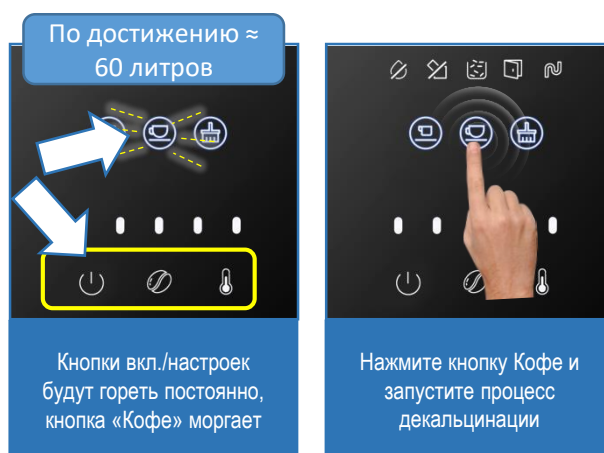 По достижению ≈
60 литров
Кнопки вкл./настроек
будут гореть постоянно,
кнопка «Кофе» моргает
Нажмите кнопку Кофе и
запустите процесс
декальцинации